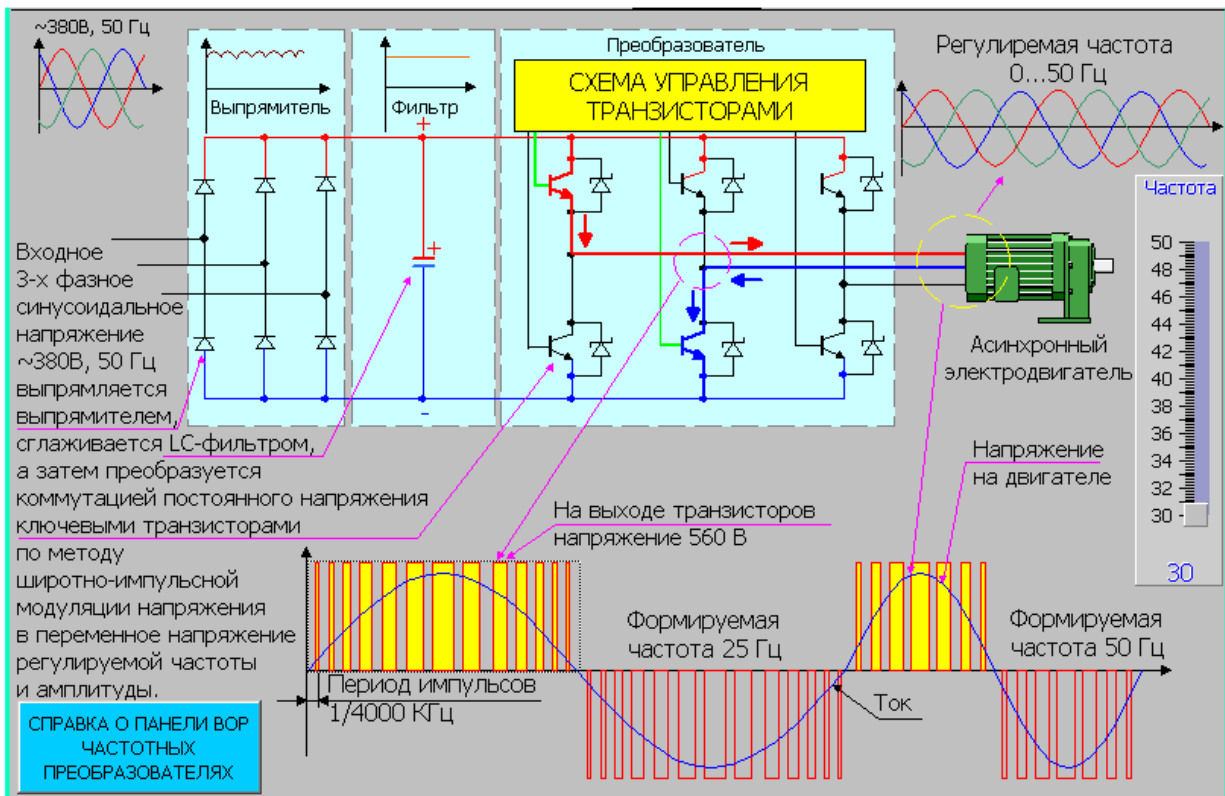 ~380В, 50 Гц
Выпрямитель
Фильтр
Преобразователь
СХЕМА УПРАВЛЕНИЯ
ТРАНЗИСТОРАМИ
Регулиремая частота
0...50 Гц
+
+
-
Входное
3-х фазное
синусоидальное
напряжение
~380В, 50 Гц
выпрямляется
выпрямителем,
сглаживается LC-фильтром,
а затем преобразуется
коммутацией постоянного напряжения
ключевыми транзисторами
по методу
широтно-импульсной
модуляции напряжения
в переменное напряжение
регулируемой частоты
и амплитуды.
Асинхронный
электродвигатель
Частота
50
48
46
44
42
40
38
36
34
32
30
30
Напряжение
на двигателе
На выходе транзисторов
напряжение 560 В
Формируемая
частота 25 Гц
Формируемая
частота 50 Гц
Период импульсов
1/4000 КГц
Ток
СПРАВКА О ПАНЕЛИ ВОР
ЧАСТОТНЫХ
ПРЕОБРАЗОВАТЕЛЯХ